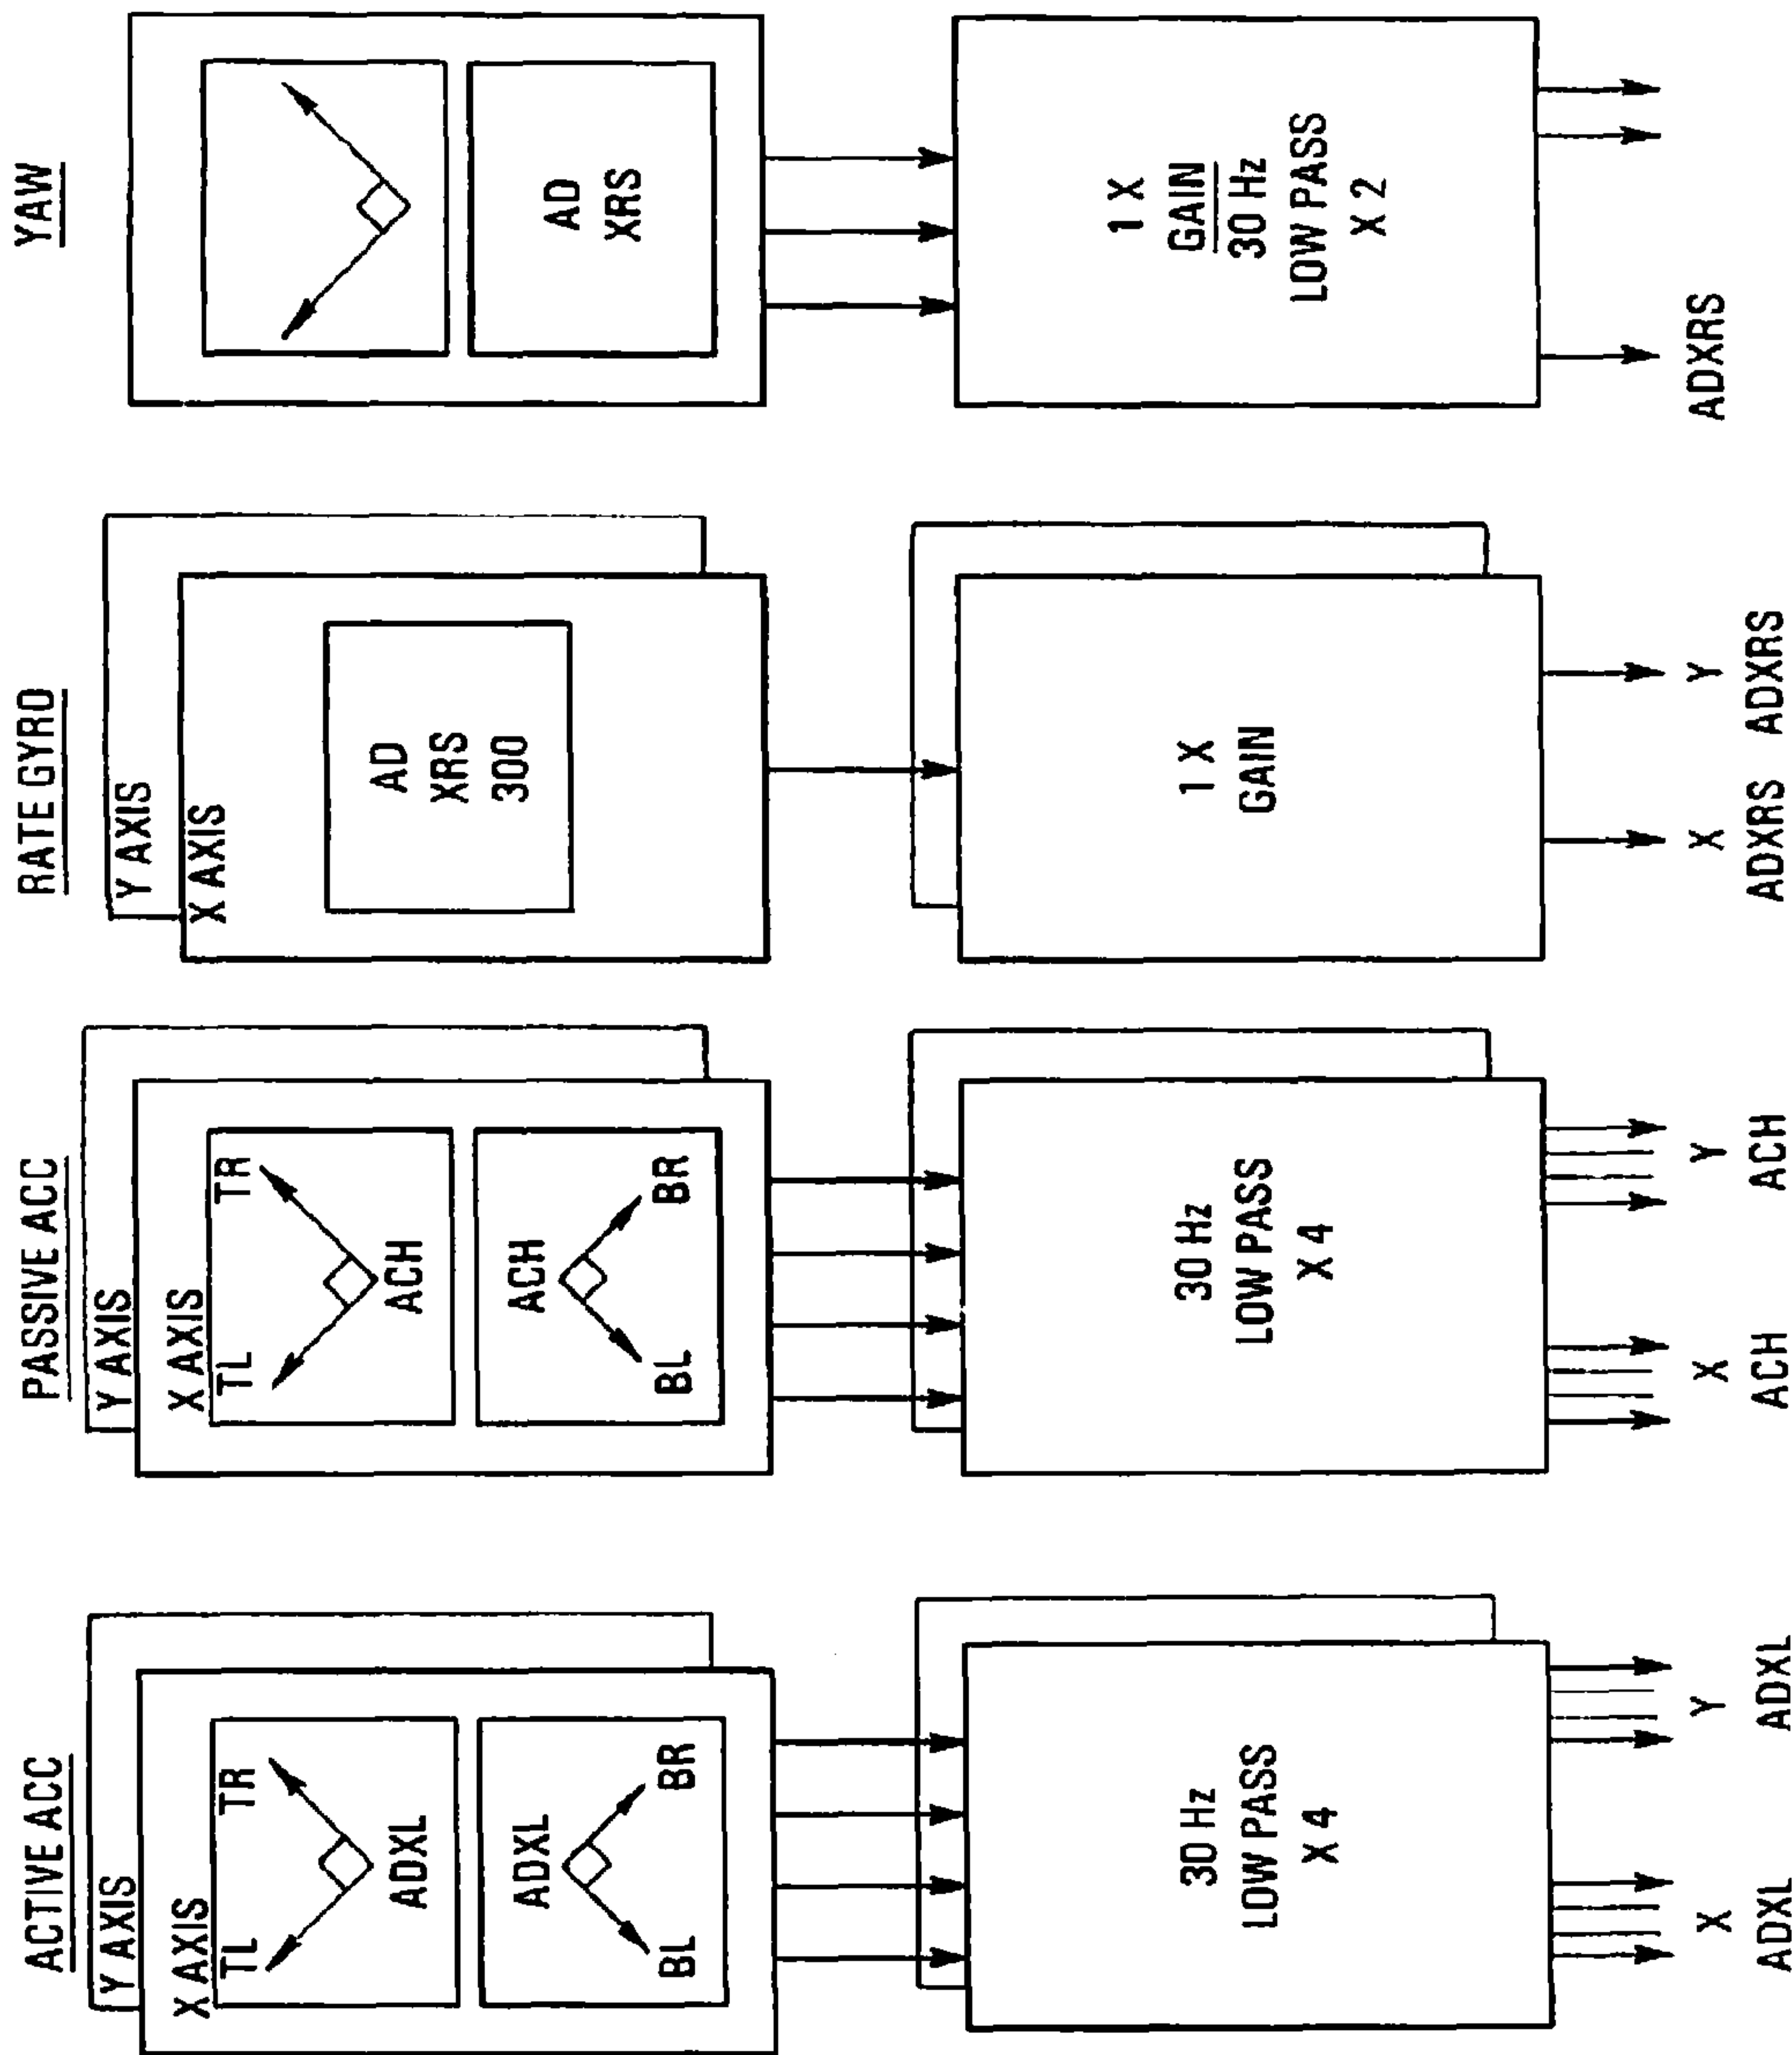 ACTIVE ACC
Y AXIS
X AXIS
TL
TR
ADXL
ADXL
BL
BR
30 Hz
LOW PASS
X 4
X
ADXL
Y
ADXL
PASSIVE ACC
Y AXIS
X AXIS
TL
TR
ACH
ACH
BL
BR
30 Hz
LOW PASS
X 4
X
ACH
Y
ACH
RATE GYRO
Y AXIS
X AXIS
AD
XRS
300
1 X
GAIN
X
ADXRS
Y
ADXRS
YAW
AD
XRS
1 X
GAIN
30 Hz
LOW PASS
X 2
ADXRS